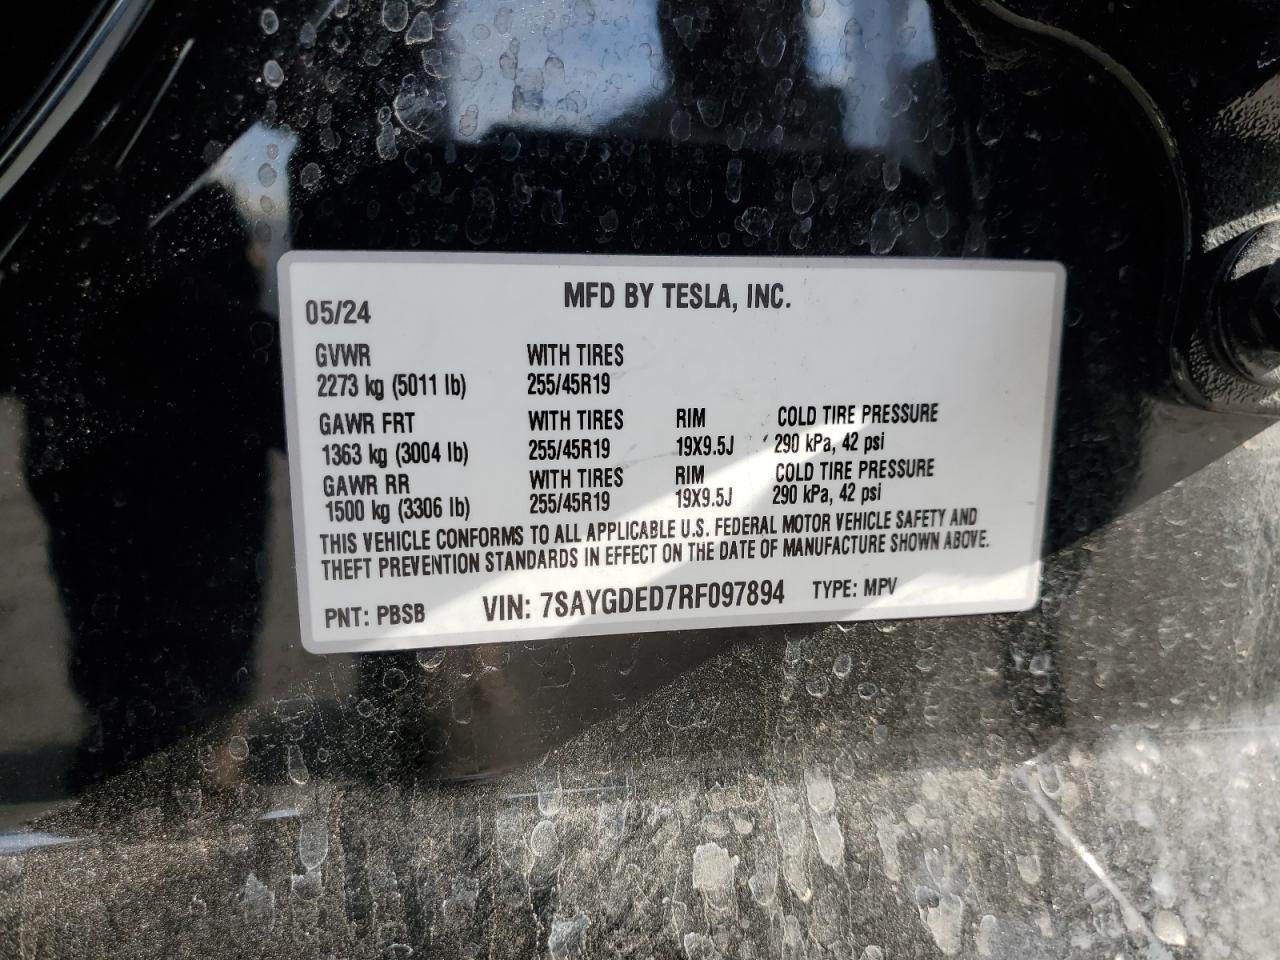 MFD BY TESLA, INC.
05/24
GVWR WITH TIRES
2273 kg (5011 lb) 255/45R19
GAWR FRT WITH TIRES RIM COLD TIRE PRESSURE
1363 kg (3004 lb) 255/45R19 19X9.5J 290 kPa, 42 psi
GAWR RR WITH TIRES RIM COLD TIRE PRESSURE
1500 kg (3306 lb) 255/45R19 19X9.5J 290 kPa, 42 psi
THIS VEHICLE CONFORMS TO ALL APPLICABLE U.S. FEDERAL MOTOR VEHICLE SAFETY AND
THEFT PREVENTION STANDARDS IN EFFECT ON THE DATE OF MANUFACTURE SHOWN ABOVE.
PNT: PBSB VIN: 7SAYGDED7RF097894 TYPE: MPV